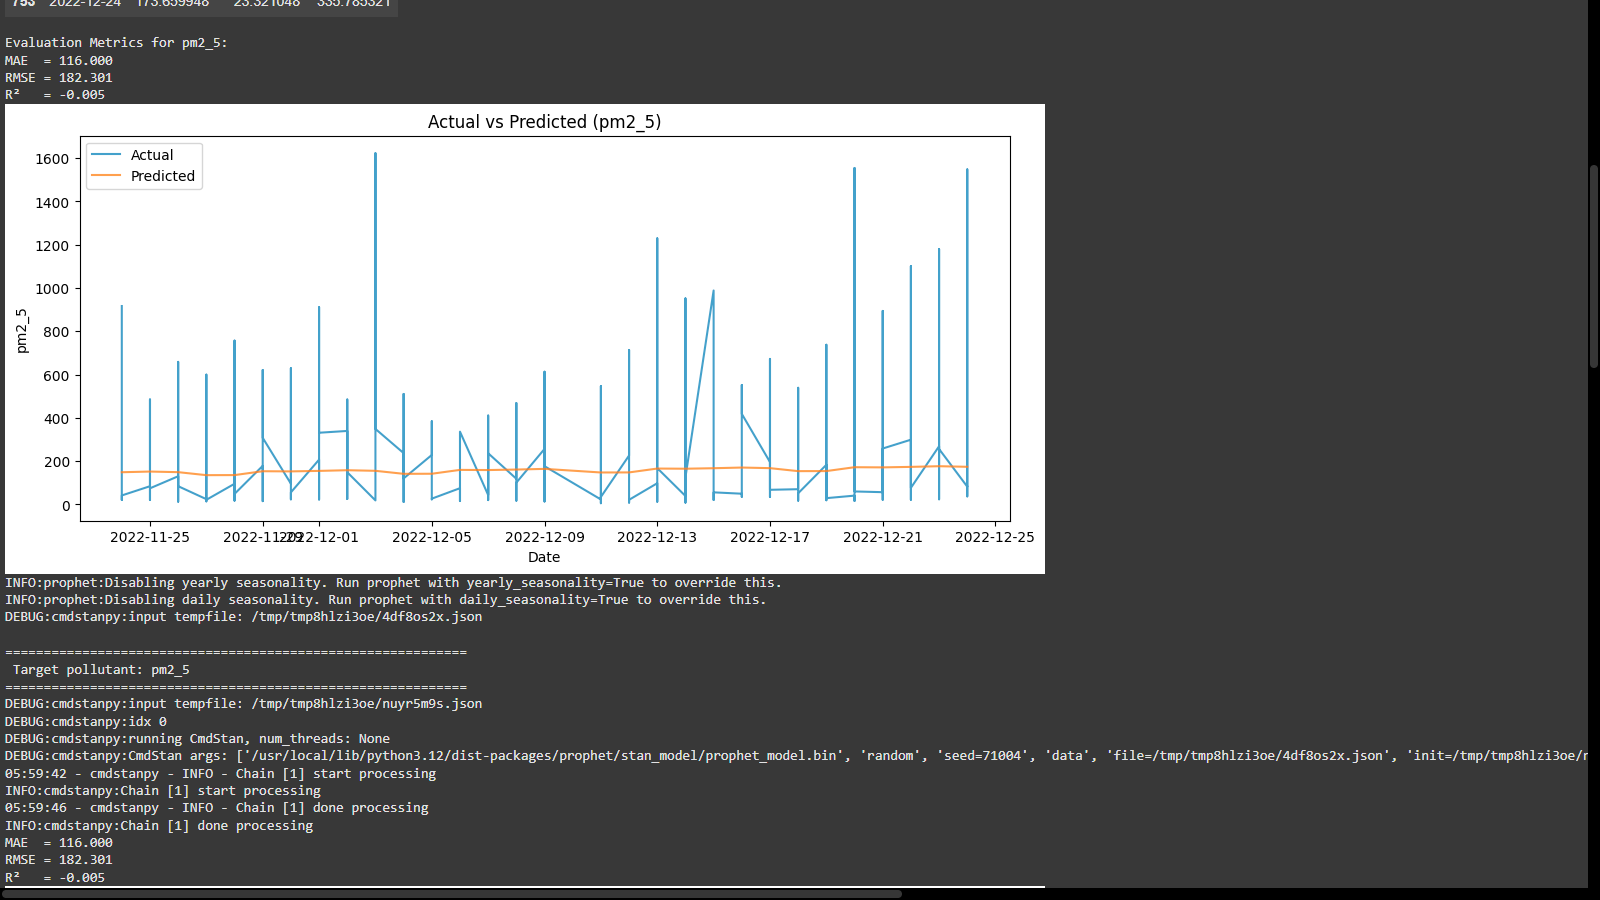 753 2022-12-24 173.659948 23.321048 335.785321
Evaluation Metrics for pm2_5:
MAE = 116.000
RMSE = 182.301
R² = -0.005
Actual vs Predicted (pm2_5)
Actual
Predicted
1600
1400
1200
1000
800
600
400
200
0
pm2_5
2022-11-25 2022-11-29 2022-12-01 2022-12-05 2022-12-09 2022-12-13 2022-12-17 2022-12-21 2022-12-25
Date
INFO:prophet:Disabling yearly seasonality. Run prophet with yearly_seasonality=True to override this.
INFO:prophet:Disabling daily seasonality. Run prophet with daily_seasonality=True to override this.
DEBUG:cmdstanpy:input tempfile: /tmp/tmp8hlzi3oe/4df8os2x.json
============================================================
Target pollutant: pm2_5
============================================================
DEBUG:cmdstanpy:input tempfile: /tmp/tmp8hlzi3oe/nuyr5m9s.json
DEBUG:cmdstanpy:idx 0
DEBUG:cmdstanpy:running CmdStan, num_threads: None
DEBUG:cmdstanpy:CmdStan args: ['/usr/local/lib/python3.12/dist-packages/prophet/stan_model/prophet_model.bin', 'random', 'seed=71004', 'data', 'file=/tmp/tmp8hlzi3oe/4df8os2x.json', 'init=/tmp/tmp8hlzi3oe/
05:59:42 - cmdstanpy - INFO - Chain [1] start processing
INFO:cmdstanpy:Chain [1] start processing
05:59:46 - cmdstanpy - INFO - Chain [1] done processing
INFO:cmdstanpy:Chain [1] done processing
MAE = 116.000
RMSE = 182.301
R² = -0.005